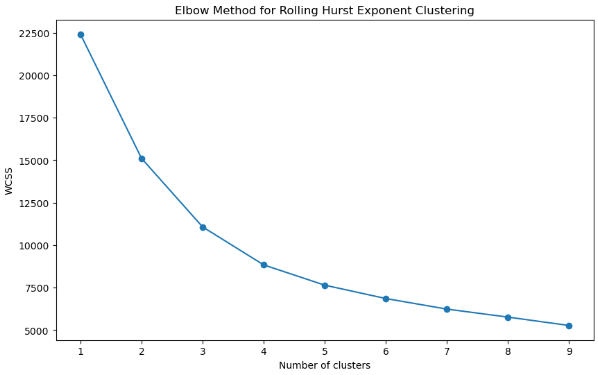 Elbow Method for Rolling Hurst Exponent Clustering
22500
20000
17500
15000
12500
10000
7500
5000
WCSS
1 2 3 4 5 6 7 8 9
Number of clusters